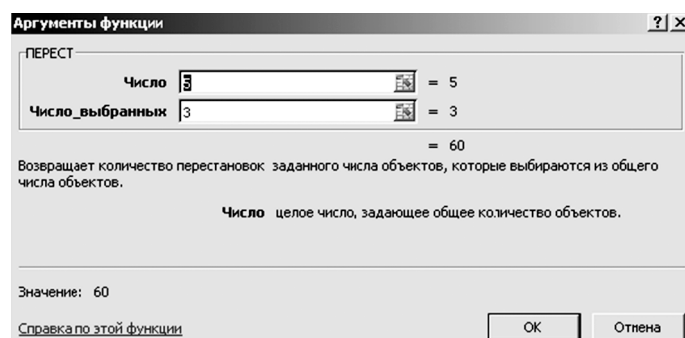 Аргументы функции
ПЕРЕСТ
Число 5 = 5
Число_выбранных 3 = 3
= 60
Возвращает количество перестановок заданного числа объектов, которые выбираются из общего
числа объектов.
Число целое число, задающее общее количество объектов.
Значение: 60
Справка по этой функции OK Отмена